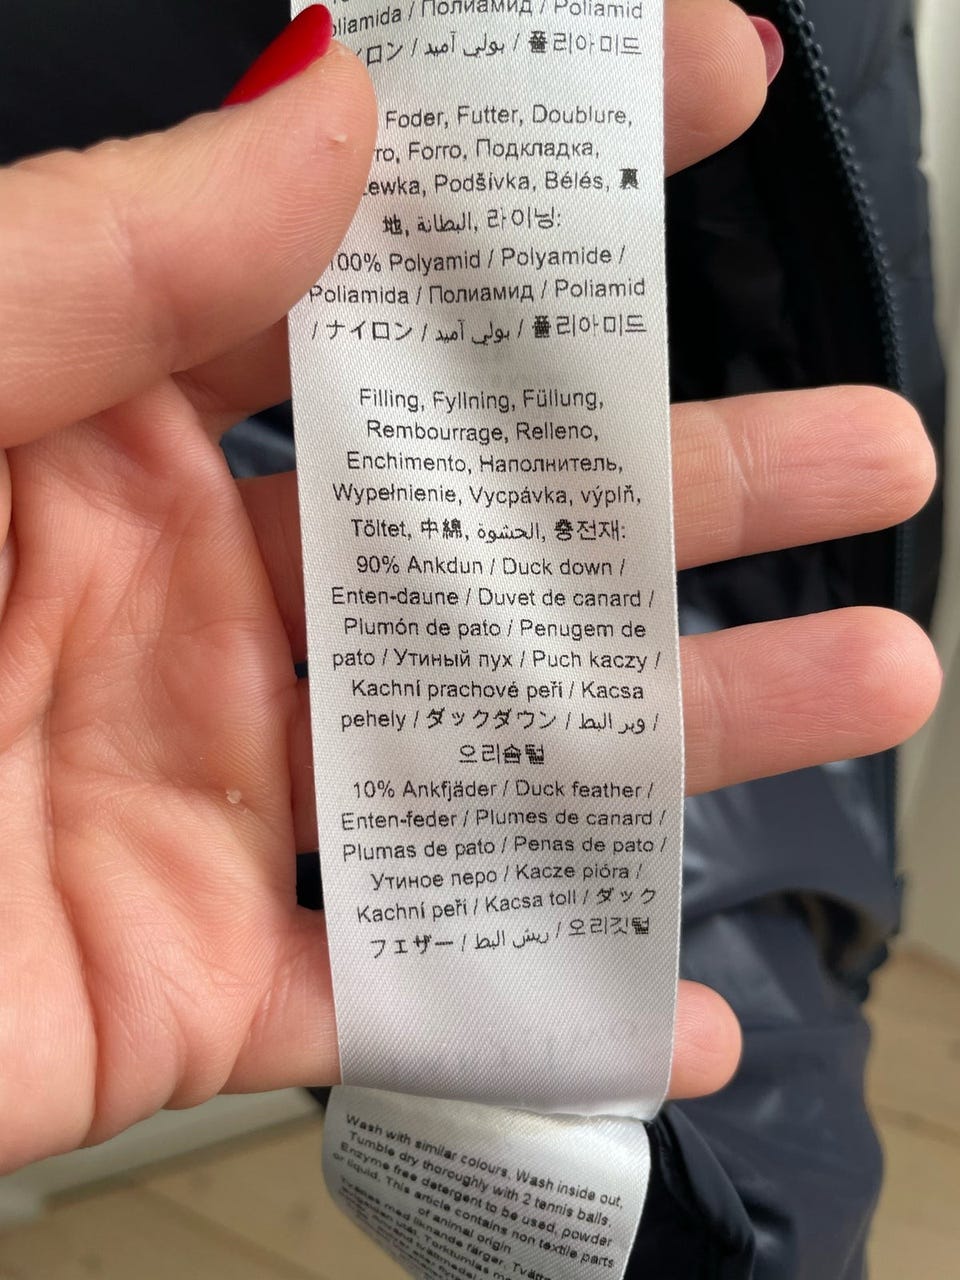 Poliamida / Полиамид / Poliamid
/ بولي آميد / 폴리아미드
Foder, Futter, Doublure,
Forro, Подкладка,
Podšívka, Bélés, 裏
地, البطانة, 라이닝:
100% Polyamid / Polyamide /
Poliamida / Полиамид / Poliamid
/ ナイロン / بولي آميد / 폴리아미드
Filling, Fyllning, Füllung,
Rembourrage, Relleno,
Enchimento, Наполнитель,
Wypełnienie, Vycpávka, výplň,
Töltet, 中綿, الحشوة, 충전재:
90% Ankdun / Duck down /
Enten-daune / Duvet de canard /
Plumón de pato / Penugem de
pato / Утиный пух / Puch kaczy /
Kachní prachové peří / Kacsa
pehely / ダックダウン / وبر البط /
오리솜털
10% Ankfjäder / Duck feather /
Enten-feder / Plumes de canard /
Plumas de pato / Penas de pato /
Утиное перо / Kacze pióra /
Kachní peří / Kacsa toll / ダック
フェザー / ريش البط / 오리깃털
Wash with similar colours. Wash inside out,
Tumble dry thoroughly with 2 tennis balls.
Enzyme free detergent to be used, powder
or liquid. This article contains non textile parts
of animal origin
Tvättas med liknande färger. Tvätt